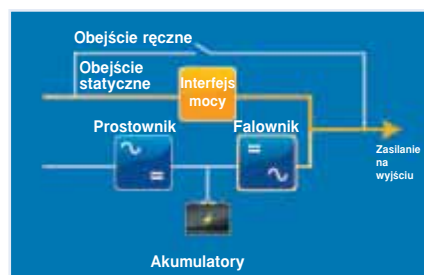 Obejście ręczne
Obejście
statyczne
Interfejs
mocy
Prostownik
Falownik
Zasilanie
na
wyjściu
Akumulatory